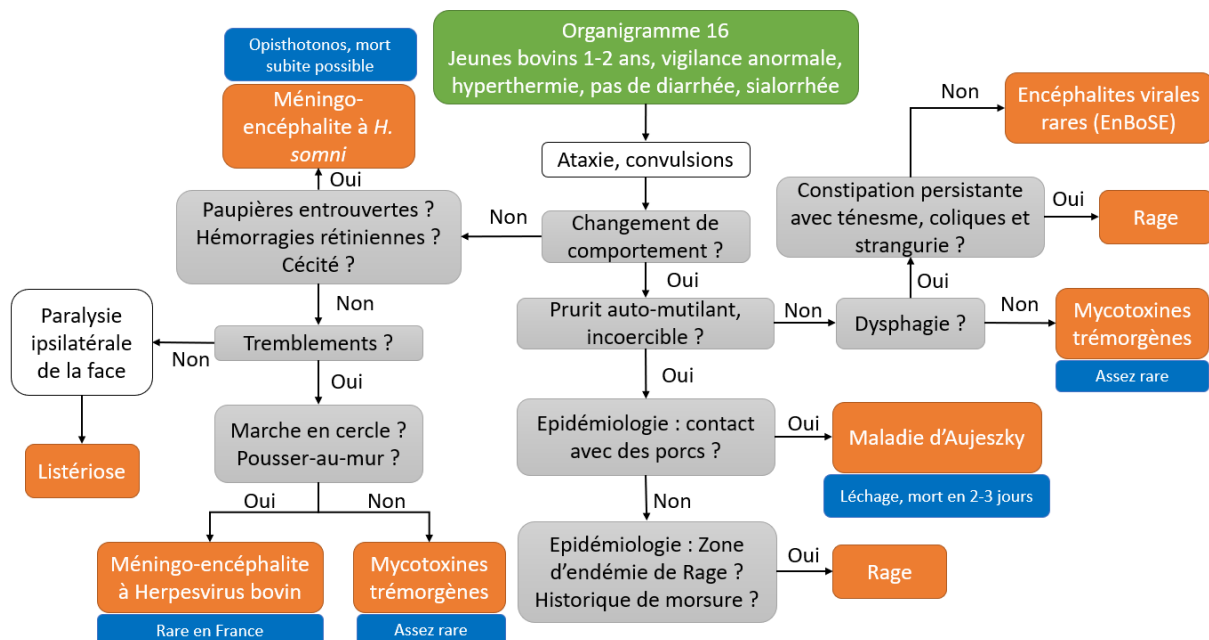 Organigramme 16
Jeunes bovins 1-2 ans, vigilance anormale,
hyperthermie, pas de diarrhée, sialorrhée
Opisthotonos, mort
subite possible
Méningo-
encéphalite à H.
somni
Oui
Paupières entrouvertes ?
Hémorragies rétiniennes ?
Cécité ?
Non
Ataxie, convulsions
Changement de
comportement ?
Non
Encéphalites virales
rares (EnBoSE)
Constipation persistante
avec ténesme, coliques et
strangurie ?
Oui
Rage
Oui
Non
Oui
Paralysie
ipsilatérale
de la face
Non
Tremblements ?
Prurit auto-mutilant,
incoercible ?
Non
Dysphagie ?
Non
Mycotoxines
trémorgènes
Assez rare
Oui
Oui
Listériose
Marche en cercle ?
Pousser-au-mur ?
Epidémiologie : contact
avec des porcs ?
Oui
Maladie d’Aujeszky
Léchage, mort en 2-3 jours
Oui
Non
Non
Méningo-encéphalite
à Herpesvirus bovin
Rare en France
Mycotoxines
trémorgènes
Assez rare
Epidémiologie : Zone
d’endémie de Rage ?
Historique de morsure ?
Oui
Rage